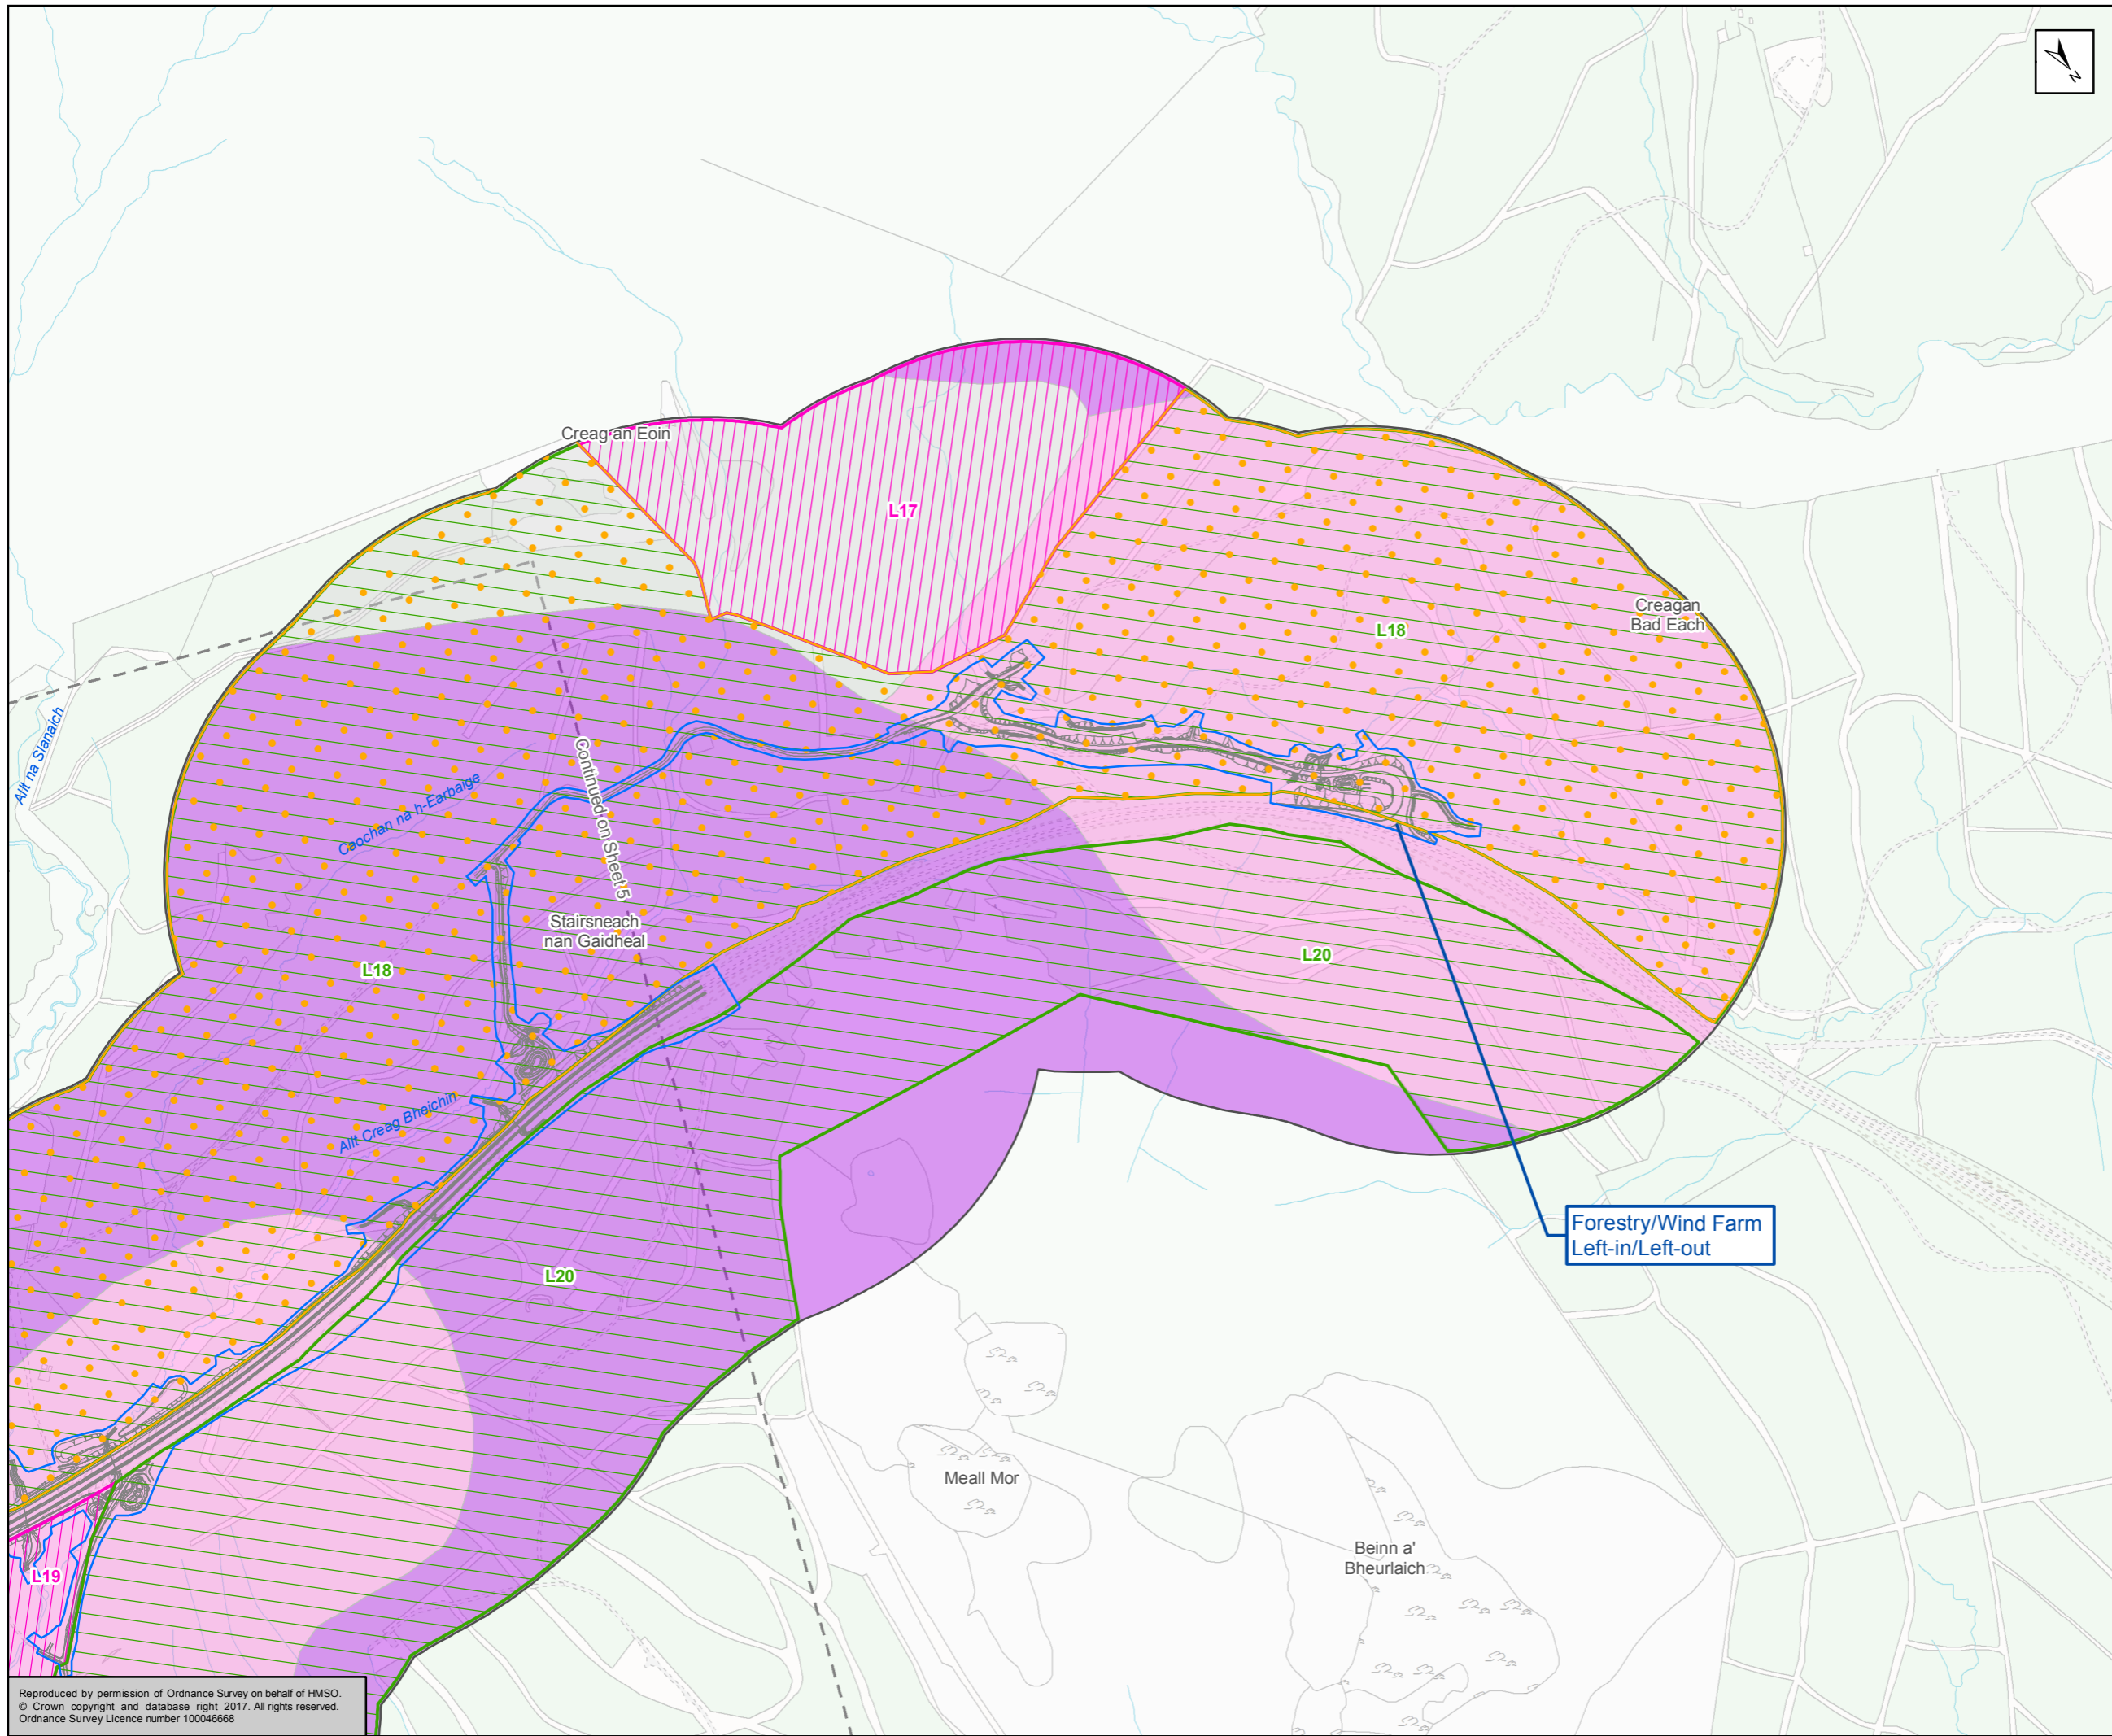 N
Creag an Eoin
L17
Creagan
Bad Each
L18
Allt na Slanaich
Caochan na h-Earbaige
Continued on Sheet 5
Stairsneach
nan Gaidheal
L18
L20
Allt Creag Bheichin
Forestry/Wind Farm
Left-in/Left-out
L20
Meall Mor
Beinn a'
Bheurlaich
L19
Reproduced by permission of Ordnance Survey on behalf of HMSO.
© Crown copyright and database right 2017. All rights reserved.
Ordnance Survey Licence number 100046668